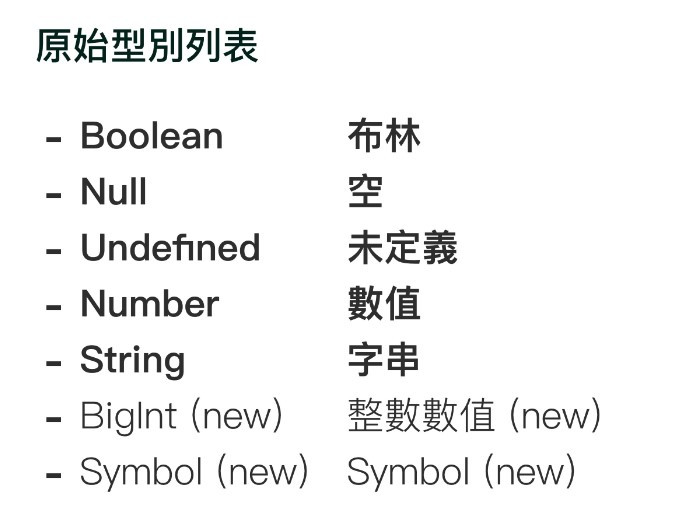 原始型別列表
- Boolean 布林
- Null 空
- Undefined 未定義
- Number 數值
- String 字串
- BigInt (new) 整數數值 (new)
- Symbol (new) Symbol (new)